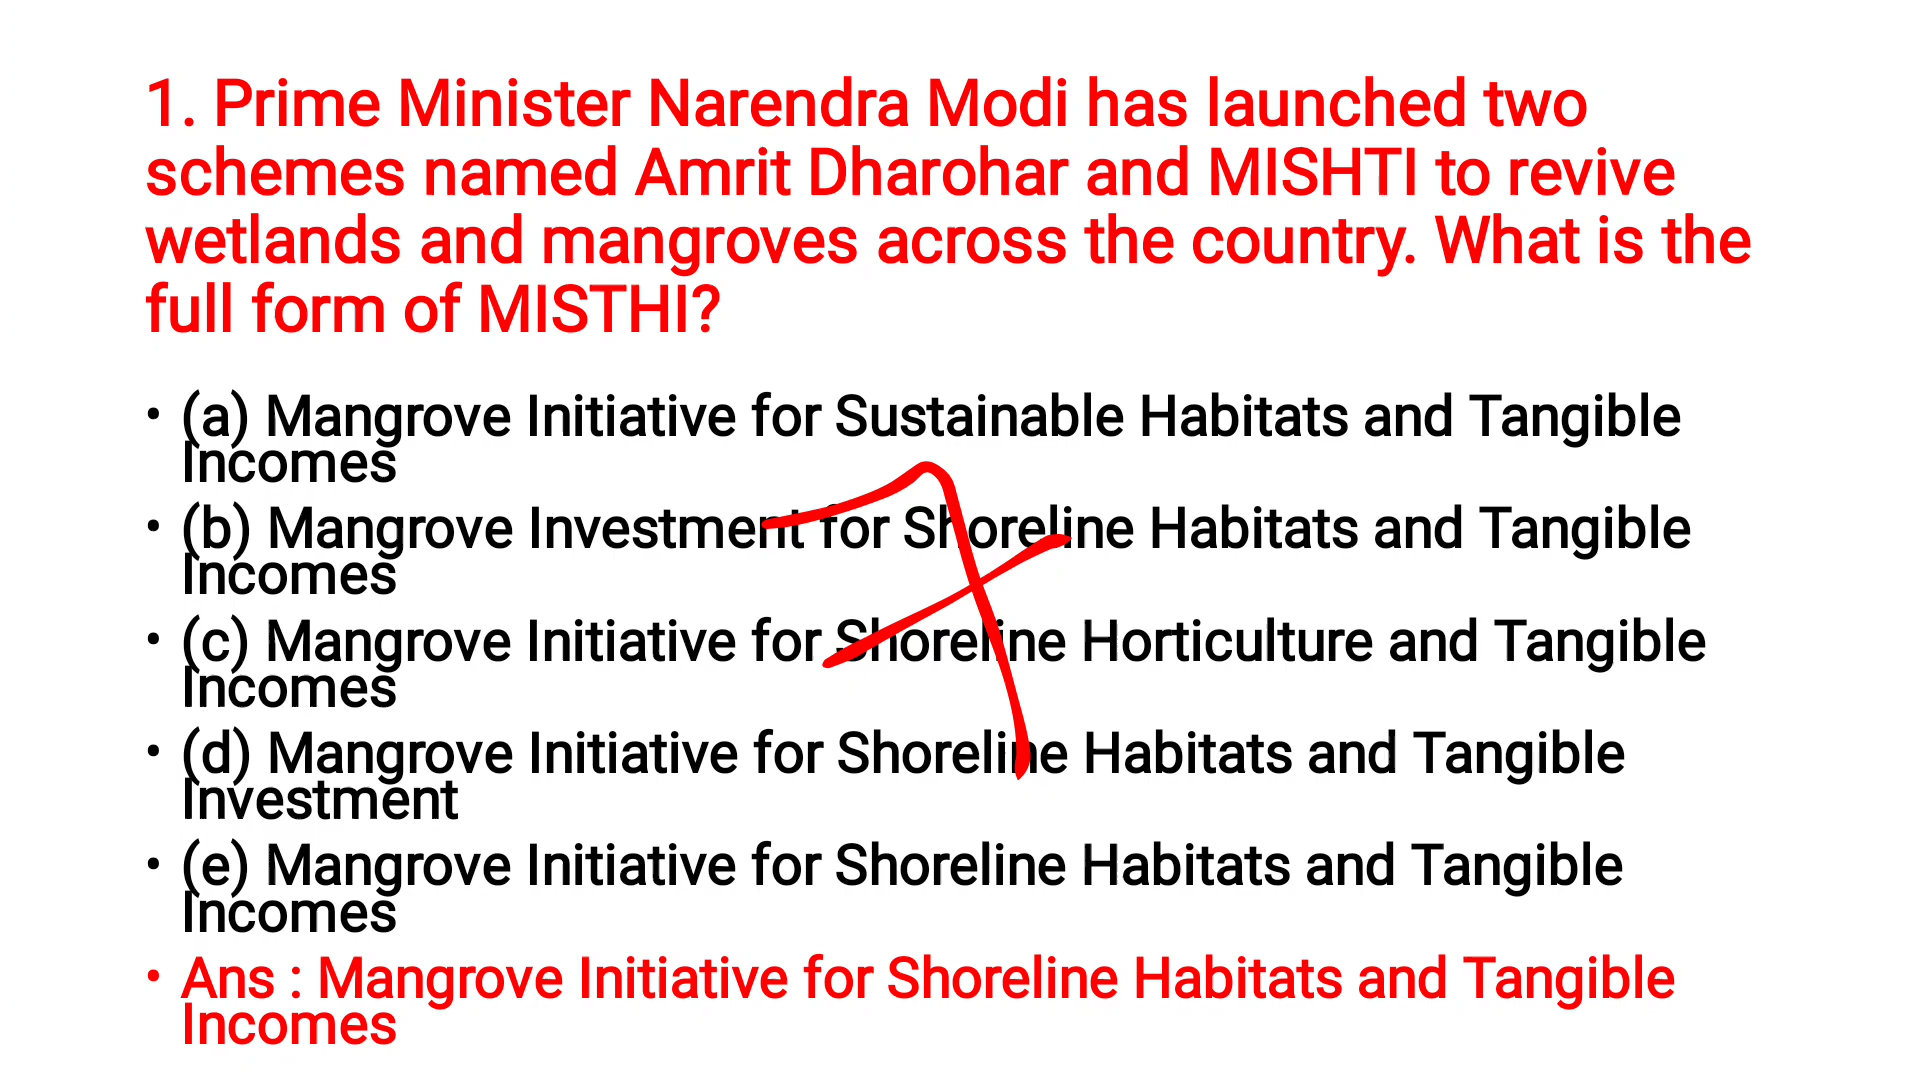 1. Prime Minister Narendra Modi has launched two
schemes named Amrit Dharohar and MISHTI to revive
wetlands and mangroves across the country. What is the
full form of MISTHI?
• (a) Mangrove Initiative for Sustainable Habitats and Tangible
Incomes
• (b) Mangrove Investment for Shoreline Habitats and Tangible
Incomes
• (c) Mangrove Initiative for Shoreline Horticulture and Tangible
Incomes
• (d) Mangrove Initiative for Shoreline Habitats and Tangible
Investment
• (e) Mangrove Initiative for Shoreline Habitats and Tangible
Incomes
• Ans : Mangrove Initiative for Shoreline Habitats and Tangible
Incomes